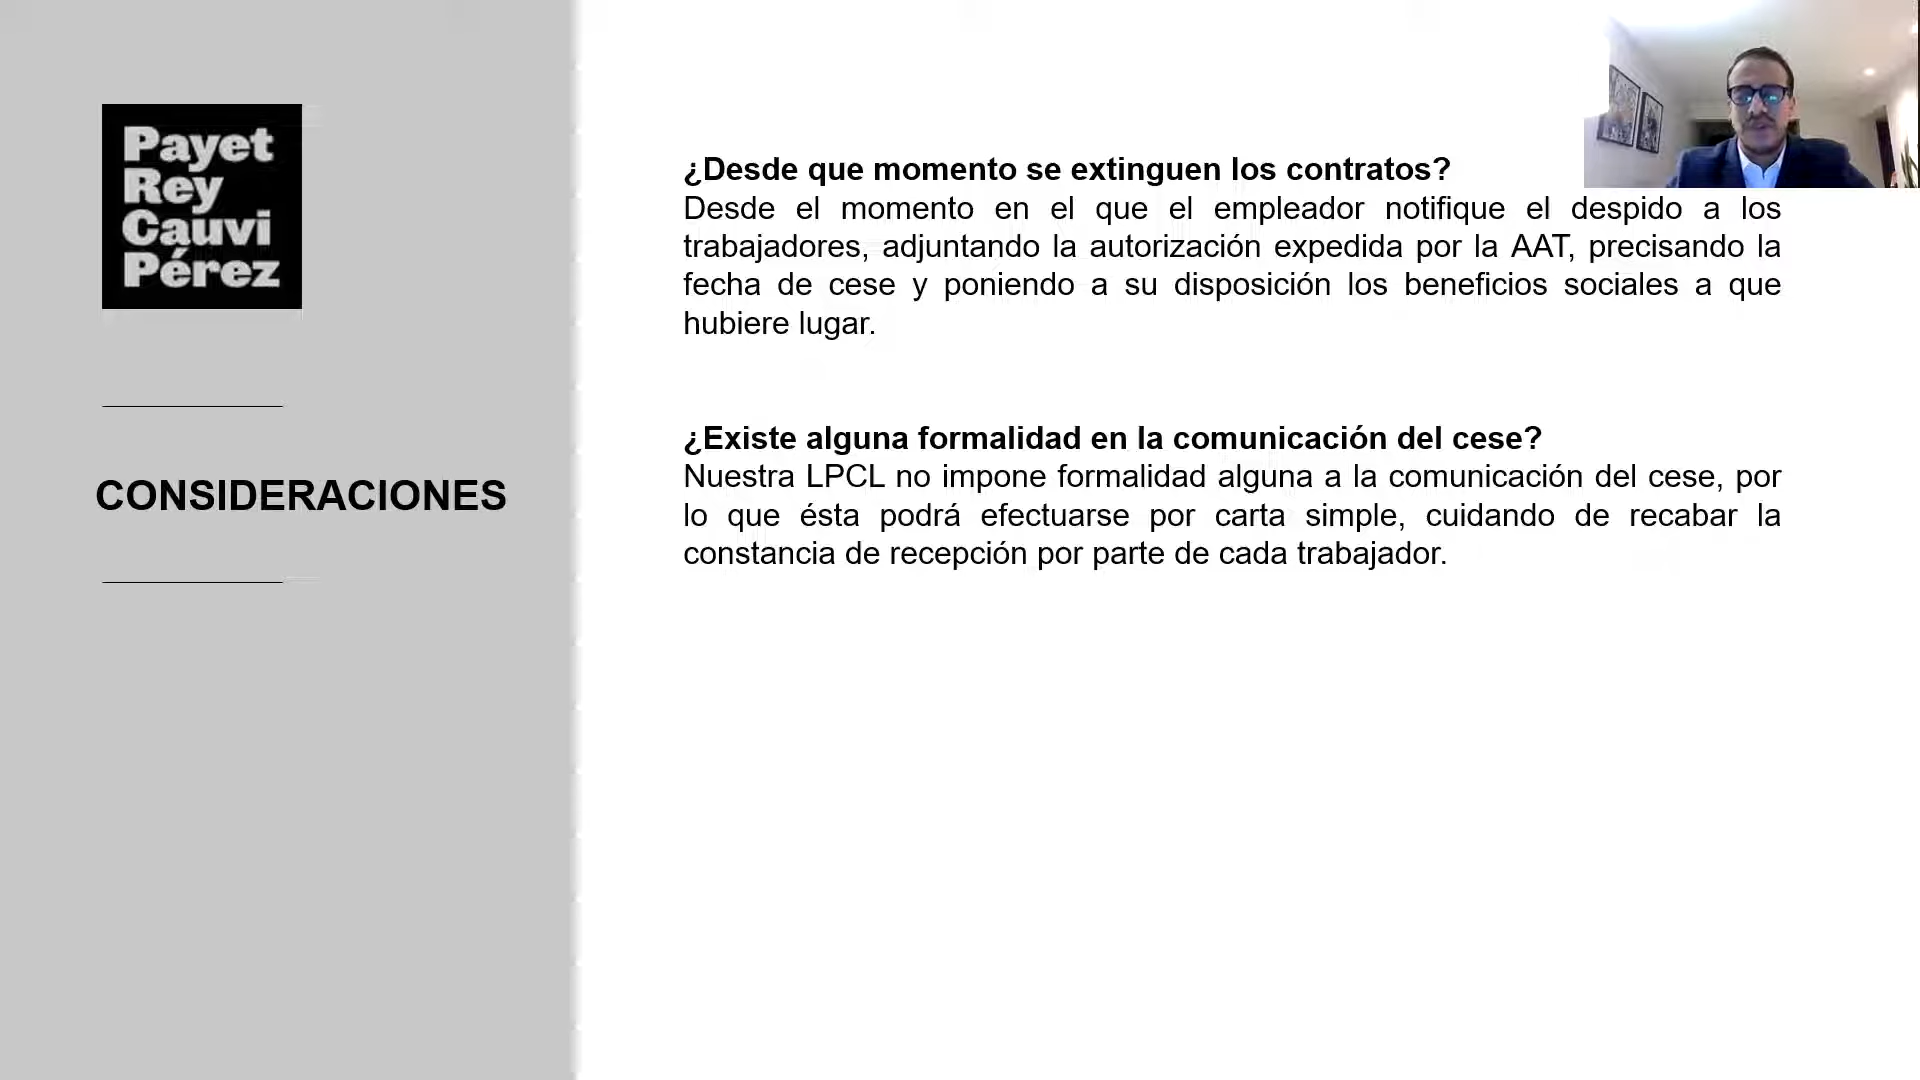 Payet
Rey
Cauvi
Pérez
CONSIDERACIONES
¿Desde que momento se extinguen los contratos?
Desde el momento en el que el empleador notifique el despido a los
trabajadores, adjuntando la autorización expedida por la AAT, precisando la
fecha de cese y poniendo a su disposición los beneficios sociales a que
hubiere lugar.
¿Existe alguna formalidad en la comunicación del cese?
Nuestra LPCL no impone formalidad alguna a la comunicación del cese, por
lo que ésta podrá efectuarse por carta simple, cuidando de recabar la
constancia de recepción por parte de cada trabajador.